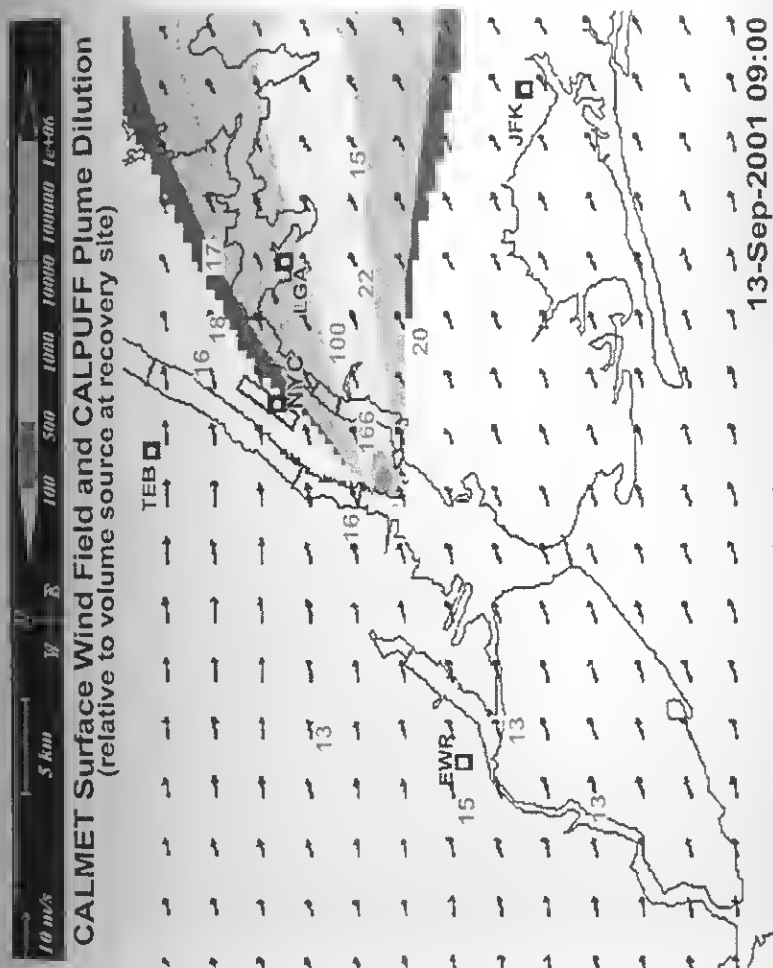 10 m/s 5 km W E 100 500 1000 10000 100000 1e+06
CALMET Surface Wind Field and CALPUFF Plume Dilution
(relative to volume source at recovery site)
TEB
16
18
17
NYC
LGA
100
15
22
166
16
20
JFK
13
EWR
15
13
13
13-Sep-2001 09:00